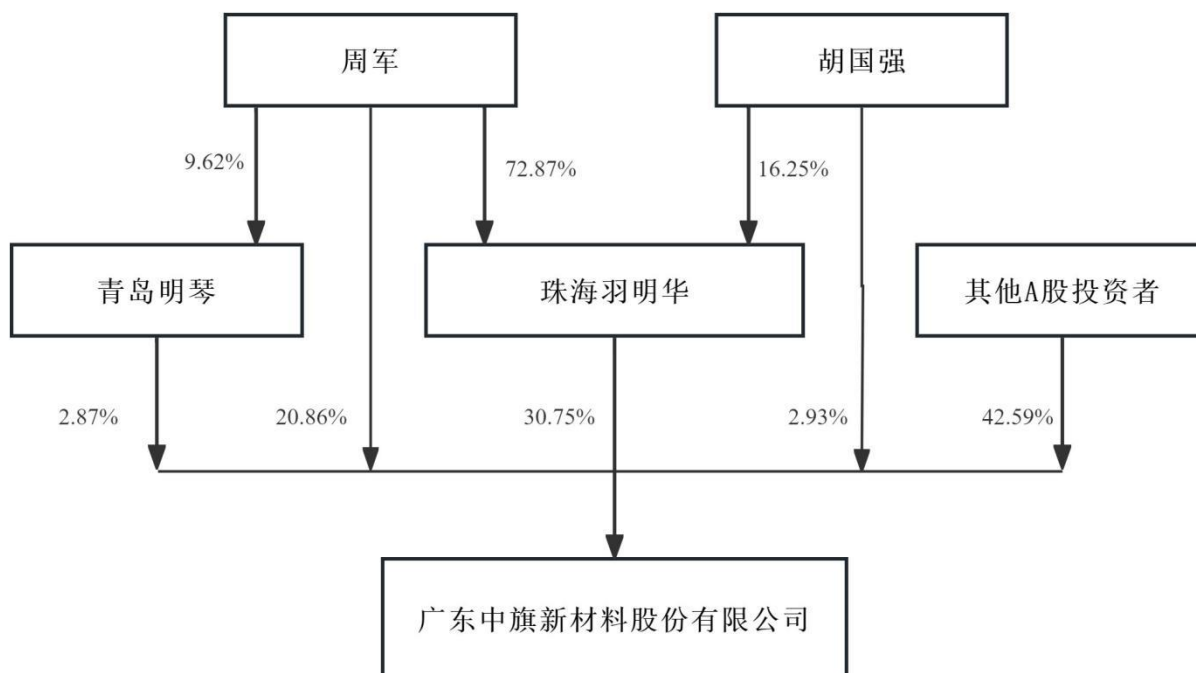 周军
胡国强
9.62%
72.87%
16.25%
青岛明琴
珠海羽明华
其他A股投资者
2.87%
20.86%
30.75%
2.93%
42.59%
广东中旗新材料股份有限公司